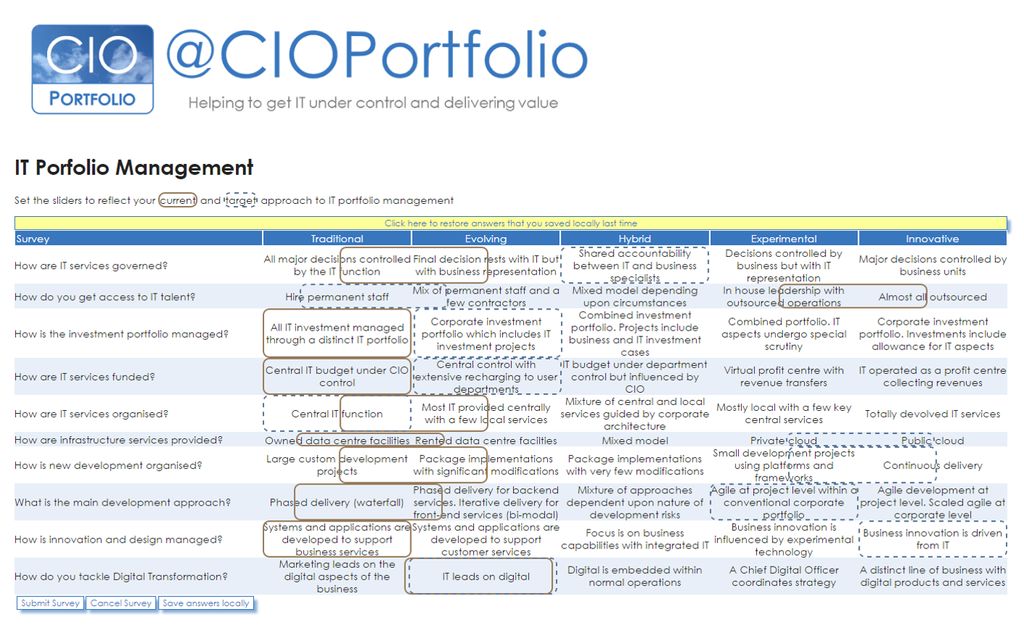 CIO
PORTFOLIO
@CIOPortfolio
Helping to get IT under control and delivering value
IT Porfolio Management
Set the sliders to reflect your current and target approach to IT portfolio management
Click here to restore answers that you saved locally last time
Survey
Traditional
Evolving
Hybrid
Experimental
Innovative
How are IT services governed?
All major decisions controlled
by the IT function
Final decision rests with IT but
with business representation
Shared accountability
between IT and business
specialists
Decisions controlled by
business but with IT
representation
Major decisions controlled by
business units
How do you get access to IT talent?
Hire permanent staff
Mix of permanent staff and a
few contractors
Mixed model depending
upon circumstances
In house leadership with
outsourced operations
Almost all outsourced
How is the investment portfolio managed?
All IT investment managed
through a distinct IT portfolio
Corporate investment
portfolio which includes IT
investment projects
Combined investment
portfolio. Projects include
business and IT investment
cases
Combined portfolio. IT
aspects undergo special
scrutiny
Corporate investment
portfolio. Investments include
allowance for IT aspects
How are IT services funded?
Central IT budget under CIO
control
Central control with
extensive recharging to user
departments
IT budget under department
control but influenced by
CIO
Virtual profit centre with
revenue transfers
IT operated as a profit centre
collecting revenues
How are IT services organised?
Central IT function
Most IT provided centrally
with a few local services
Mixture of central and local
services guided by corporate
architecture
Mostly local with a few key
central services
Totally devolved IT services
How are infrastructure services provided?
Owned data centre facilities
Rented data centre facilties
Mixed model
Private cloud
Public cloud
How is new development organised?
Large custom development
projects
Package implementations
with significant modifications
Package implementations
with very few modifications
Small development projects
using platforms and
frameworks
Continuous delivery
What is the main development approach?
Phased delivery (waterfall)
Phased delivery for backend
services. Iterative delivery for
front-end services (bi-modal)
Mixture of approaches
dependent upon nature of
development risks
Agile at project level within a
conventional corporate
portfolio
Agile development at
project level. Scaled agile at
corporate level
How is innovation and design managed?
Systems and applications are
developed to support
business services
Systems and applications are
developed to support
customer services
Focus is on business
capabilities with integrated IT
Business innovation is
influenced by experimental
technology
Business innovation is driven
from IT
How do you tackle Digital Transformation?
Marketing leads on the
digital aspects of the
business
IT leads on digital
Digital is embedded within
normal operations
A Chief Digital Officer
coordinates strategy
A distinct line of business with
digital products and services
Submit Survey
Cancel Survey
Save answers locally